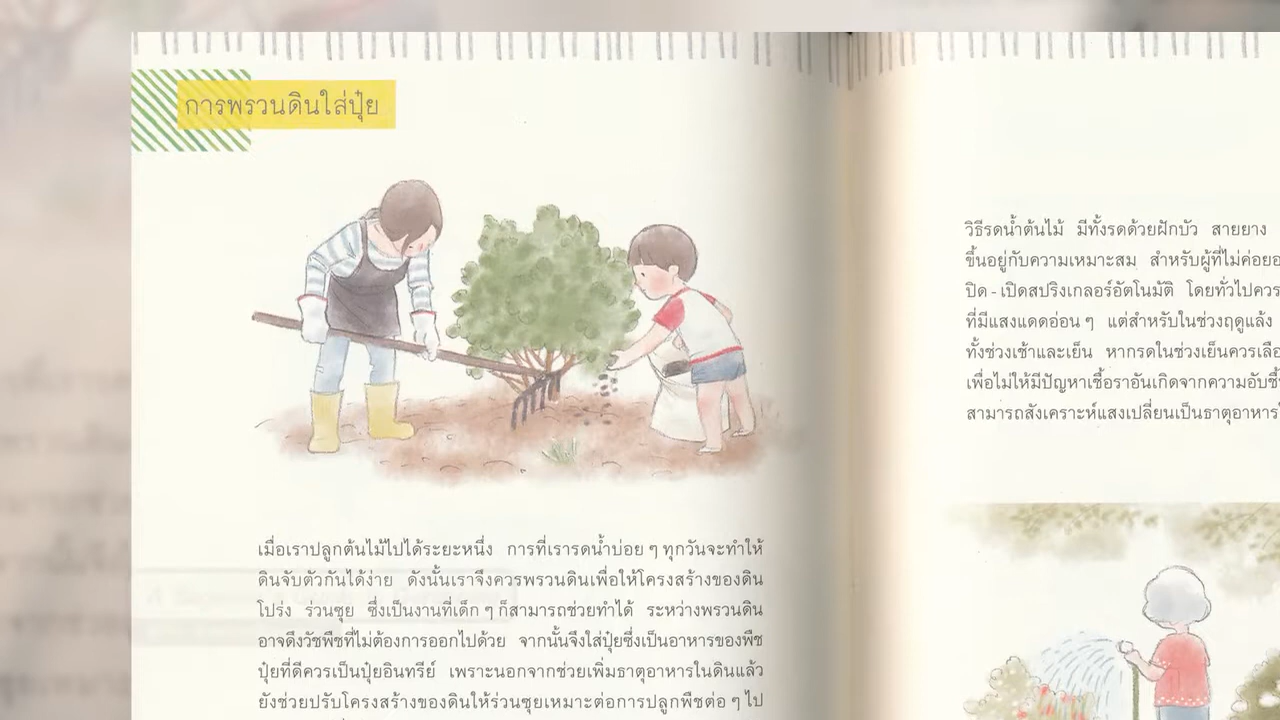 การพรวนดินใส่ปุ๋ย
เมื่อเราปลูกต้นไม้ไปได้ระยะหนึ่ง การที่เรารดน้ำบ่อย ๆ ทุกวันจะทำให้
ดินจับตัวกันได้ง่าย ดังนั้นเราจึงควรพรวนดินเพื่อให้โครงสร้างของดิน
โปร่ง ร่วนซุย ซึ่งเป็นงานที่เด็ก ๆ ก็สามารถช่วยทำได้ ระหว่างพรวนดิน
อาจดึงวัชพืชที่ไม่ต้องการออกไปด้วย จากนั้นจึงใส่ปุ๋ยซึ่งเป็นอาหารของพืช
ปุ๋ยที่ดีควรเป็นปุ๋ยอินทรีย์ เพราะนอกจากช่วยเพิ่มธาตุอาหารในดินแล้ว
ยังช่วยปรับโครงสร้างของดินให้ร่วนซุยเหมาะต่อการปลูกพืชต่อ ๆ ไป
วิธีรดน้ำต้นไม้ มีทั้งรดด้วยฝักบัว สายยาง
ขึ้นอยู่กับความเหมาะสม สำหรับผู้ที่ไม่ค่อย
ปิด - เปิดสปริงเกลอร์อัตโนมัติ โดยทั่วไปควร
ที่มีแสงแดดอ่อน ๆ แต่สำหรับในช่วงฤดูแล้ง
ทั้งช่วงเช้าและเย็น หากรดในช่วงเย็นควร
เพื่อไม่ให้มีปัญหาเชื้อราอันเกิดจากความ
สามารถสังเคราะห์แสงเปลี่ยนเป็นธาตุอาหาร